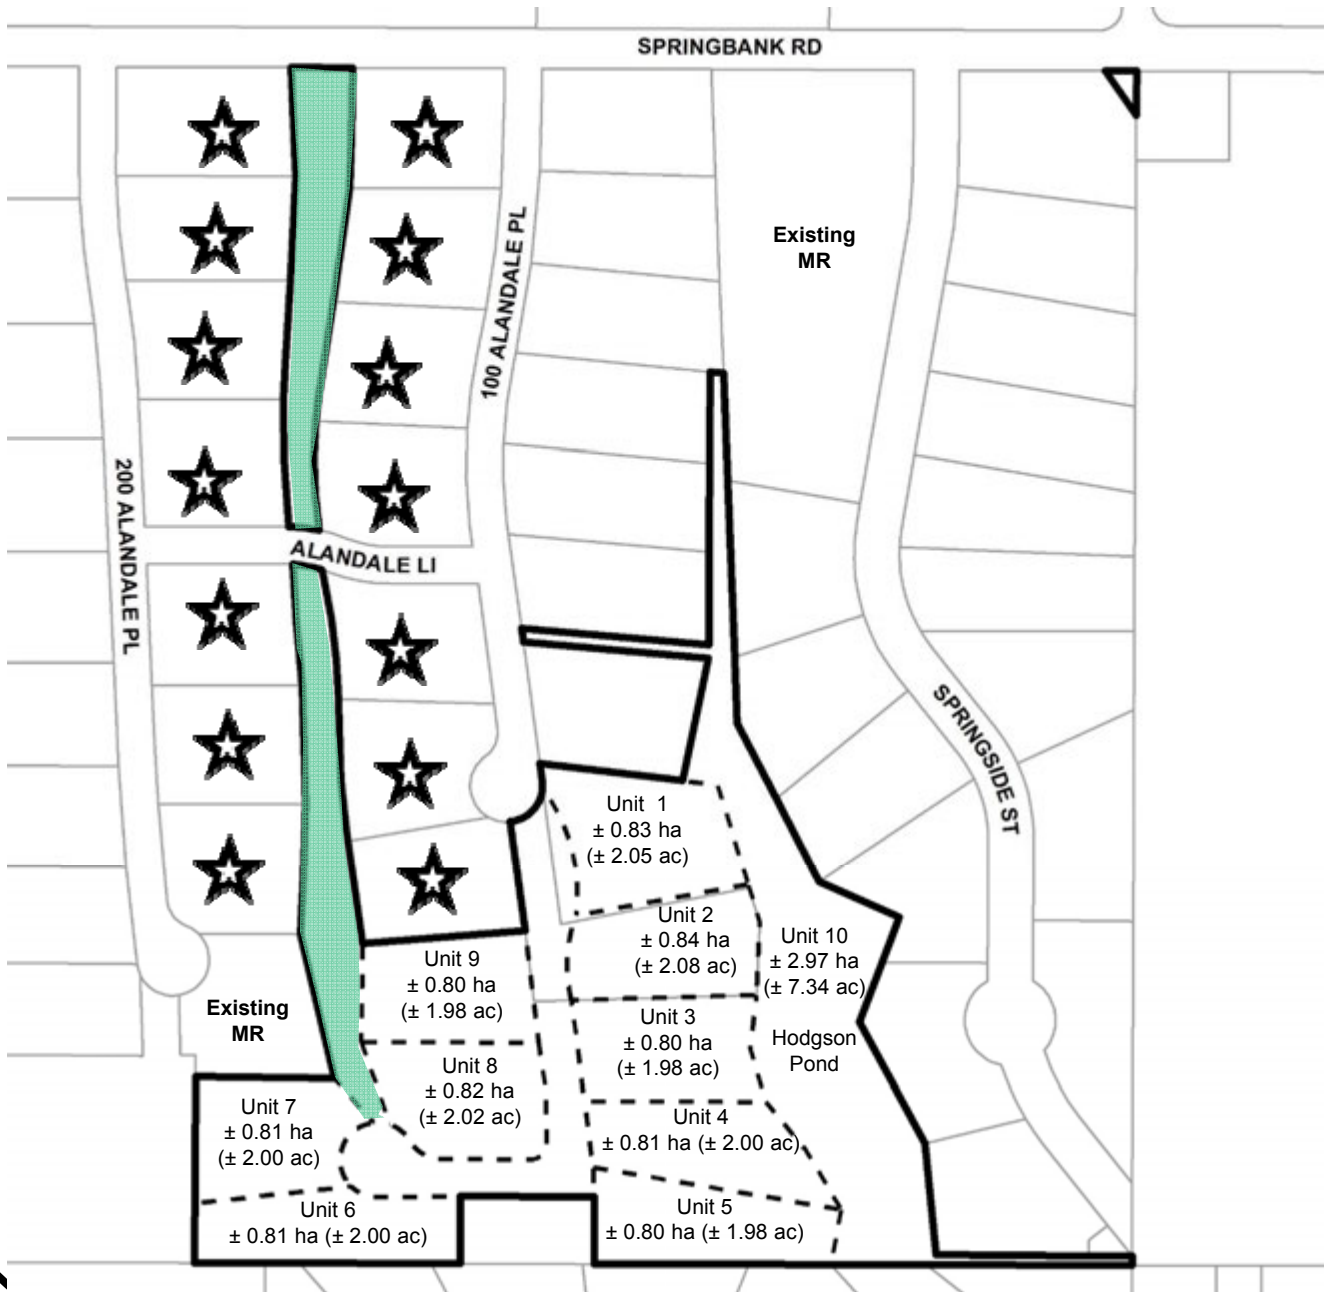 SPRINGBANK RD
Existing
MR
100 ALANDALE PL
200 ALANDALE PL
ALANDALE LI
SPRINGSIDE ST
Unit 1
± 0.83 ha
(± 2.05 ac)
Unit 2
± 0.84 ha
(± 2.08 ac)
Unit 10
± 2.97 ha
(± 7.34 ac)
Unit 9
± 0.80 ha
(± 1.98 ac)
Existing
MR
Unit 3
± 0.80 ha
(± 1.98 ac)
Hodgson
Pond
Unit 8
± 0.82 ha
(± 2.02 ac)
Unit 7
± 0.81 ha
(± 2.00 ac)
Unit 4
± 0.81 ha (± 2.00 ac)
Unit 6
± 0.81 ha (± 2.00 ac)
Unit 5
± 0.80 ha (± 1.98 ac)